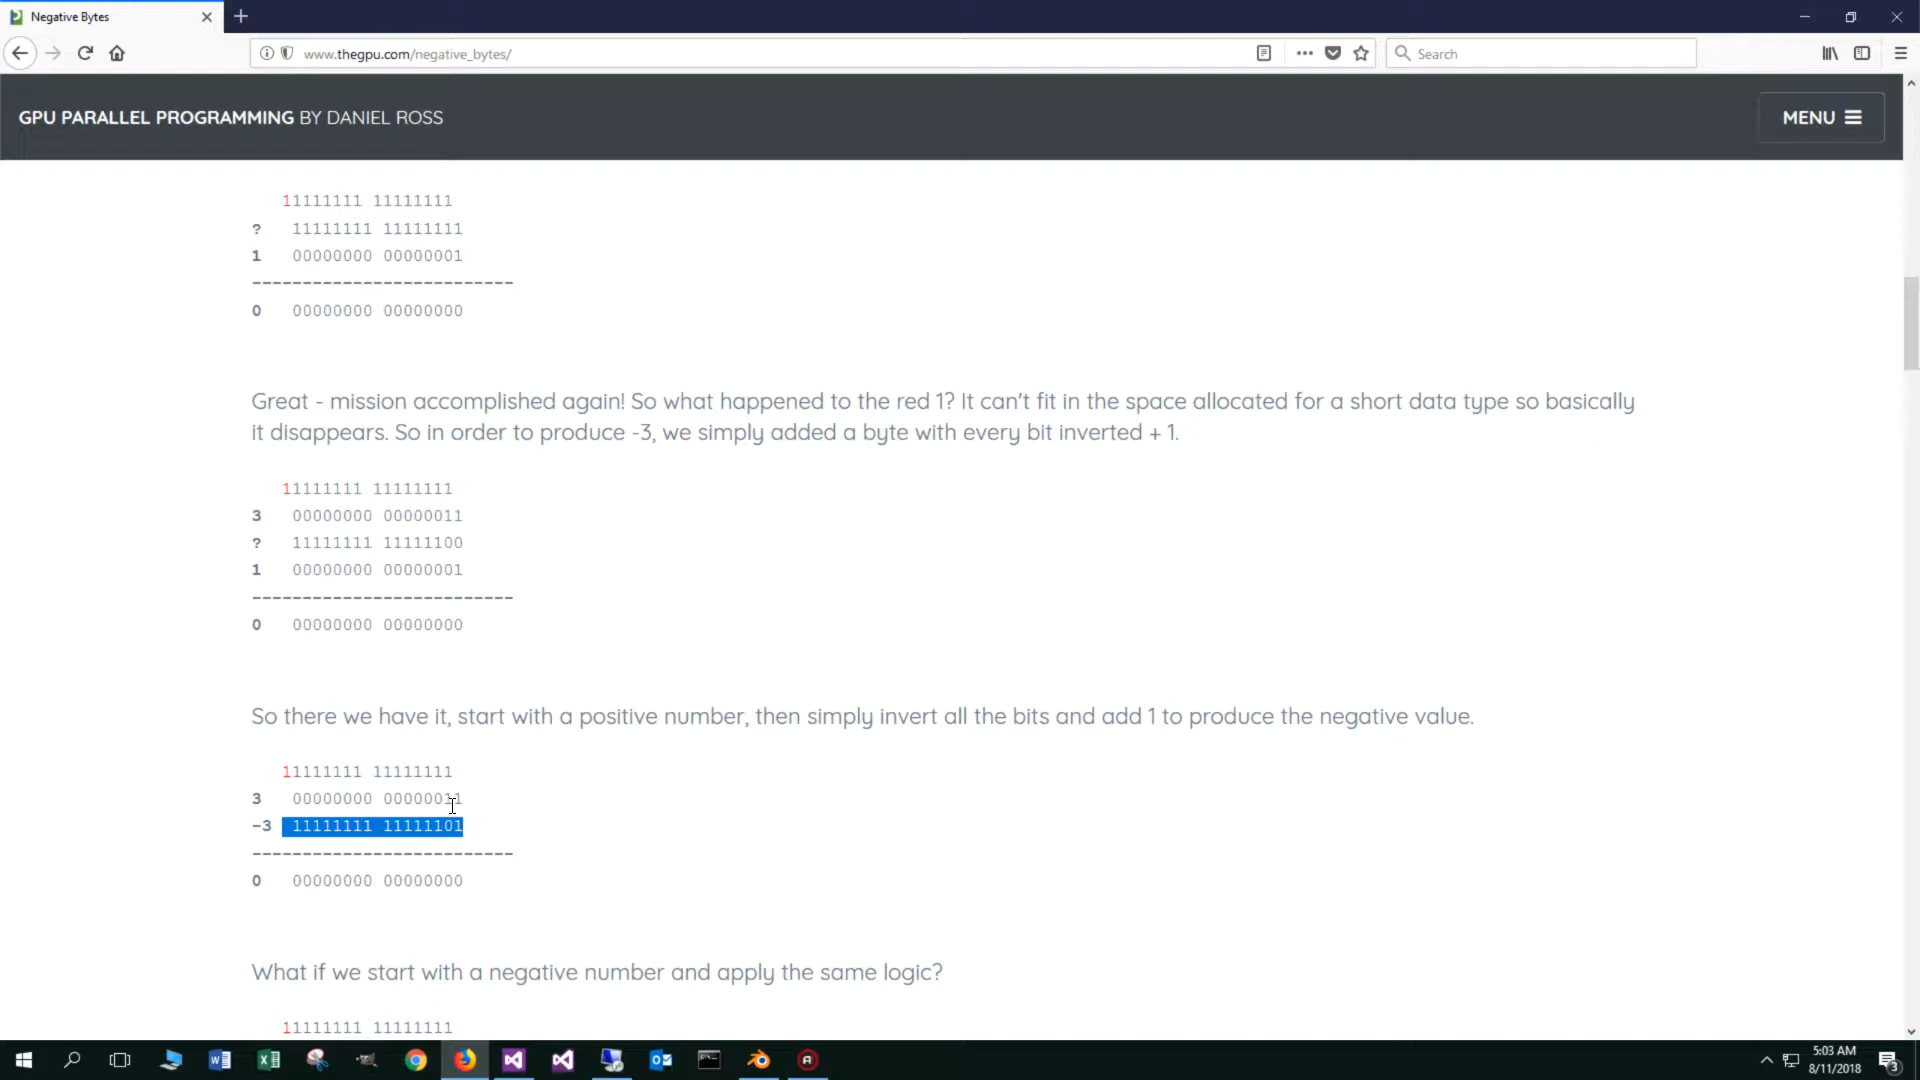 Negative Bytes
www.thegpu.com/negative_bytes/
Search
GPU PARALLEL PROGRAMMING BY DANIEL ROSS
MENU
11111111 11111111
? 11111111 11111111
1 00000000 00000001
-------------------------
0 00000000 00000000
Great - mission accomplished again! So what happened to the red 1? It can't fit in the space allocated for a short data type so basically
it disappears. So in order to produce -3, we simply added a byte with every bit inverted + 1.
11111111 11111111
3 00000000 00000011
? 11111111 11111100
1 00000000 00000001
-------------------------
0 00000000 00000000
So there we have it, start with a positive number, then simply invert all the bits and add 1 to produce the negative value.
11111111 11111111
3 00000000 00000011
-3 11111111 11111101
-------------------------
0 00000000 00000000
What if we start with a negative number and apply the same logic?
11111111 11111111
5:03 AM
8/11/2018
3